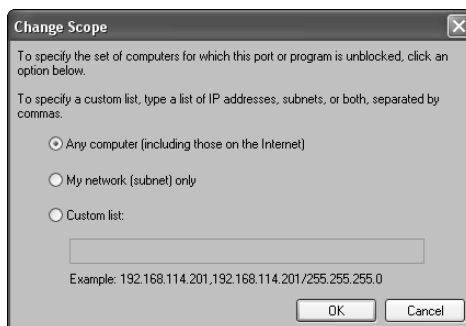 Change Scope
To specify the set of computers for which this port or program is unblocked, click an
option below.
To specify a custom list, type a list of IP addresses, subnets, or both, separated by
commas.
Any computer (including those on the Internet)
My network (subnet) only
Custom list:
Example: 192.168.114.201,192.168.114.201/255.255.255.0
OK Cancel